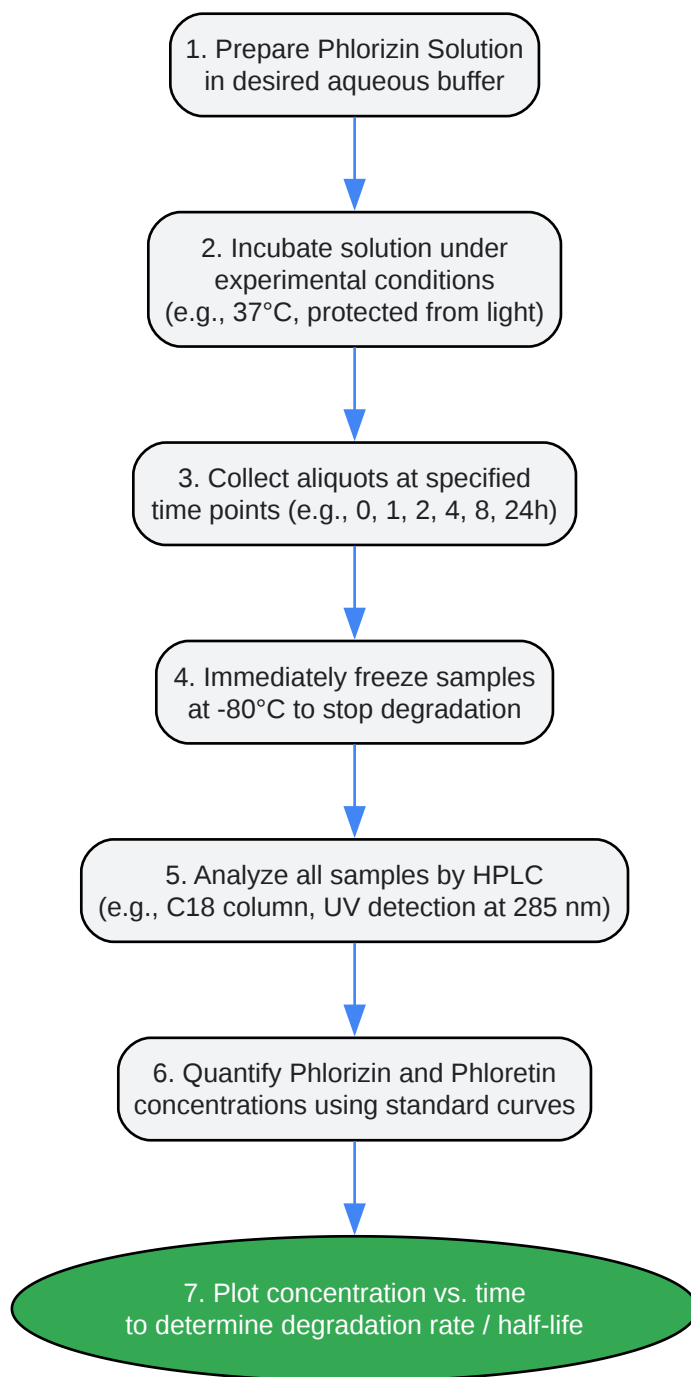 1. Prepare Phlorizin Solution
in desired aqueous buffer
2. Incubate solution under
experimental conditions
(e.g., 37°C, protected from light)
3. Collect aliquots at specified
time points (e.g., 0, 1, 2, 4, 8, 24h)
4. Immediately freeze samples
at -80°C to stop degradation
5. Analyze all samples by HPLC
(e.g., C18 column, UV detection at 285 nm)
6. Quantify Phlorizin and Phloretin
concentrations using standard curves
7. Plot concentration vs. time
to determine degradation rate / half-life